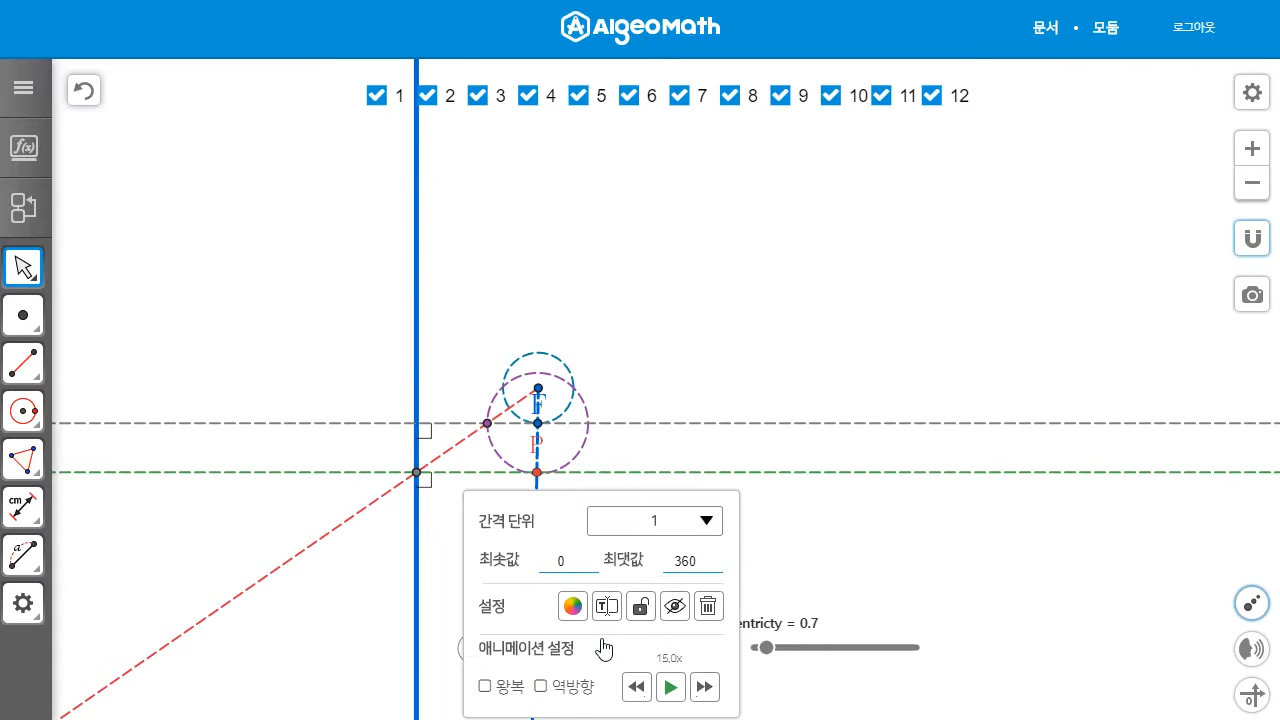 AlgeoMath
문서 • 모둠
로그아웃
1 2 3 4 5 6 7 8 9 10 11 12
f(x)
cm
a
F
P
간격 단위 1
최솟값 0 최댓값 360
설정
entricty = 0.7
애니메이션 설정
15.0x
왕복 역방향
0